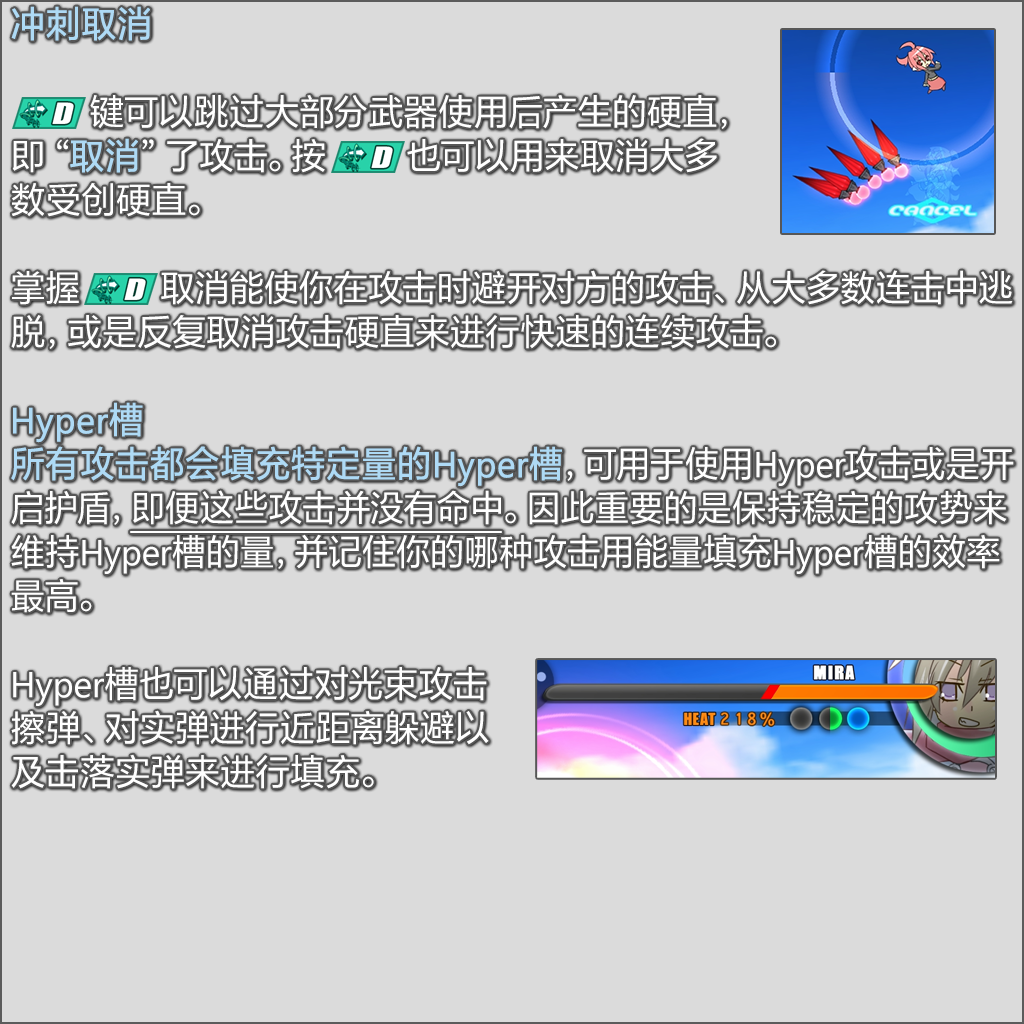 冲刺取消
CANCEL
D 键可以跳过大部分武器使用后产生的硬直,
即 “取消” 了攻击。按 D 也可以用来取消大多
数受创硬直。
掌握 D 取消能使你在攻击时避开对方的攻击、从大多数连击中逃
脱, 或是反复取消攻击硬直来进行快速的连续攻击。
Hyper槽
所有攻击都会填充特定量的Hyper槽, 可用于使用Hyper攻击或是开
启护盾, 即便这些攻击并没有命中。因此重要的是保持稳定的攻势来
维持Hyper槽的量, 并记住你的哪种攻击用能量填充Hyper槽的效率
最高。
Hyper槽也可以通过对光束攻击
擦弹、对实弹进行近距离躲避以
及击落实弹来进行填充。
MIRA
HEAT 218%